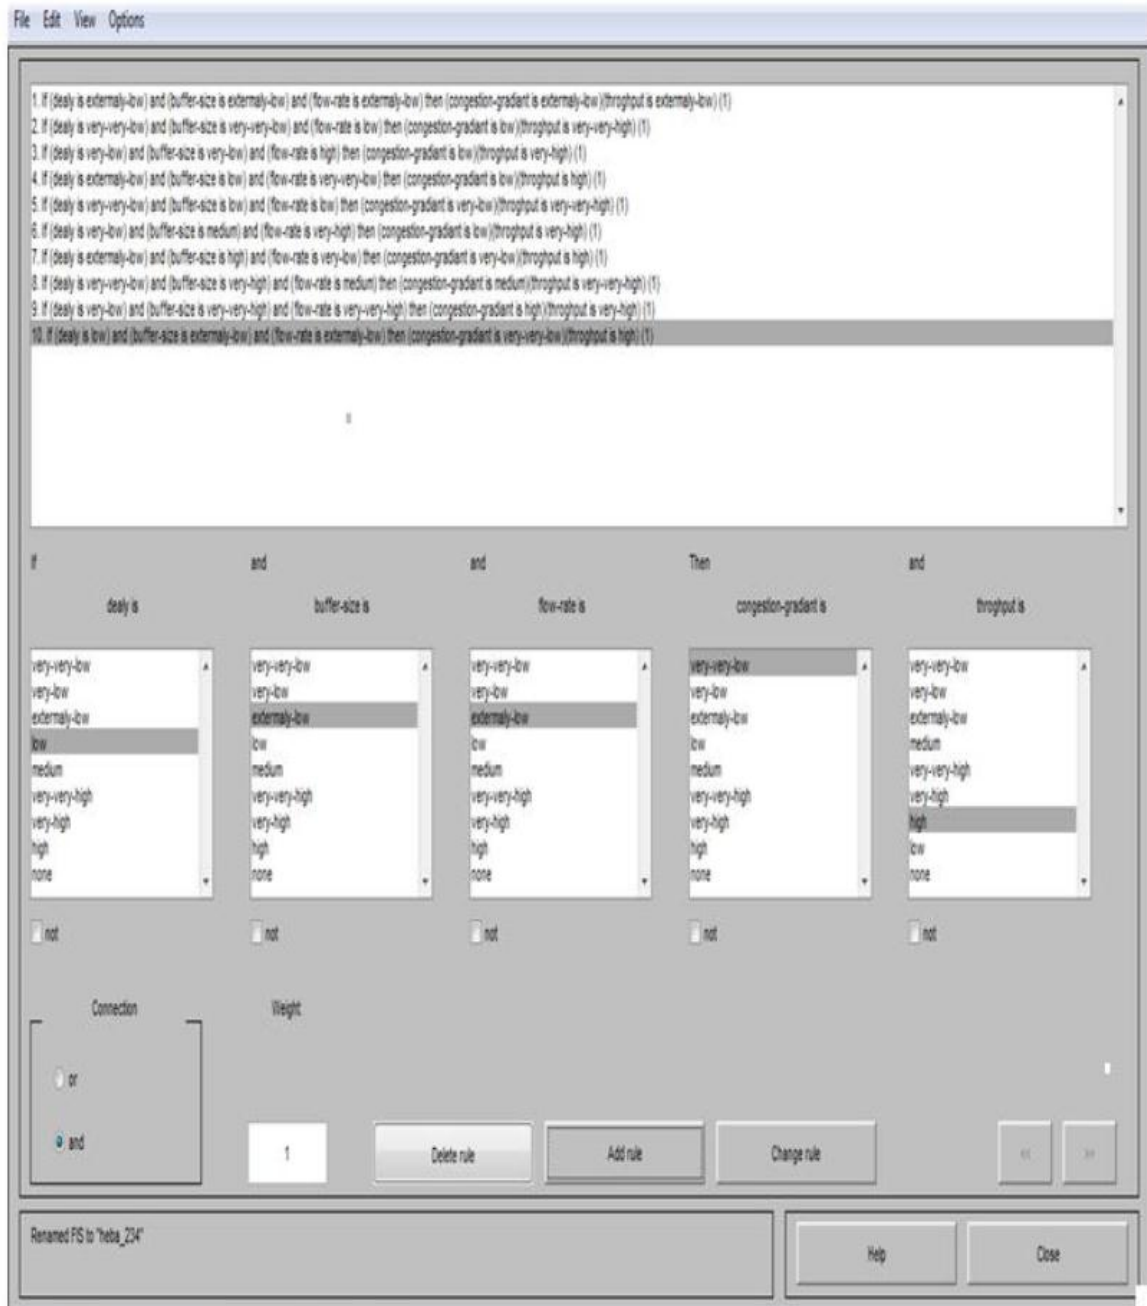 File Edit View Options
1. If (dealy is extermaly-low) and (buffer-size is extermaly-low) and (flow-rate is extermaly-low) then (congestion-gradiant is extermaly-low)(throghput is extermaly-low) (1)
2. If (dealy is very-very-low) and (buffer-size is very-very-low) and (flow-rate is low) then (congestion-gradiant is low)(throghput is very-very-high) (1)
3. If (dealy is very-low) and (buffer-size is very-low) and (flow-rate is high) then (congestion-gradiant is low)(throghput is very-high) (1)
4. If (dealy is extermaly-low) and (buffer-size is low) and (flow-rate is very-very-low) then (congestion-gradiant is low)(throghput is high) (1)
5. If (dealy is very-very-low) and (buffer-size is low) and (flow-rate is low) then (congestion-gradiant is very-low)(throghput is very-very-high) (1)
6. If (dealy is very-low) and (buffer-size is medium) and (flow-rate is very-high) then (congestion-gradiant is low)(throghput is very-high) (1)
7. If (dealy is extermaly-low) and (buffer-size is high) and (flow-rate is very-low) then (congestion-gradiant is very-low)(throghput is high) (1)
8. If (dealy is very-very-low) and (buffer-size is very-high) and (flow-rate is medium) then (congestion-gradiant is medium)(throghput is very-very-high) (1)
9. If (dealy is very-low) and (buffer-size is very-very-high) and (flow-rate is very-very-high) then (congestion-gradiant is high)(throghput is very-high) (1)
10. If (dealy is low) and (buffer-size is extermaly-low) and (flow-rate is extermaly-low) then (congestion-gradiant is very-very-low)(throghput is high) (1)
If
dealy is
very-very-low
very-low
extermaly-low
low
medium
very-very-high
very-high
high
none
not
and
buffer-size is
very-very-low
very-low
extermaly-low
low
medium
very-very-high
very-high
high
none
not
and
flow-rate is
very-very-low
very-low
extermaly-low
low
medium
very-very-high
very-high
high
none
not
Then
congestion-gradiant is
very-very-low
very-low
extermaly-low
low
medium
very-very-high
very-high
high
none
not
and
throghput is
very-very-low
very-low
extermaly-low
medium
very-very-high
very-high
high
low
none
not
Connection
or
and
Weight:
1
Delete rule
Add rule
Change rule
<<
>>
Renamed FIS to "heba_234"
Help
Close